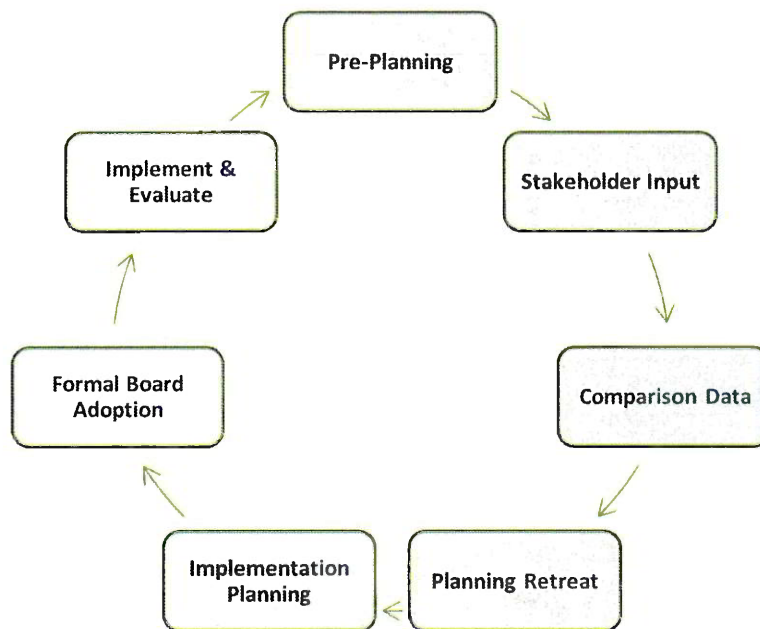 Pre-Planning
Stakeholder Input
Comparison Data
Planning Retreat
Implementation
Planning
Formal Board
Adoption
Implement &
Evaluate